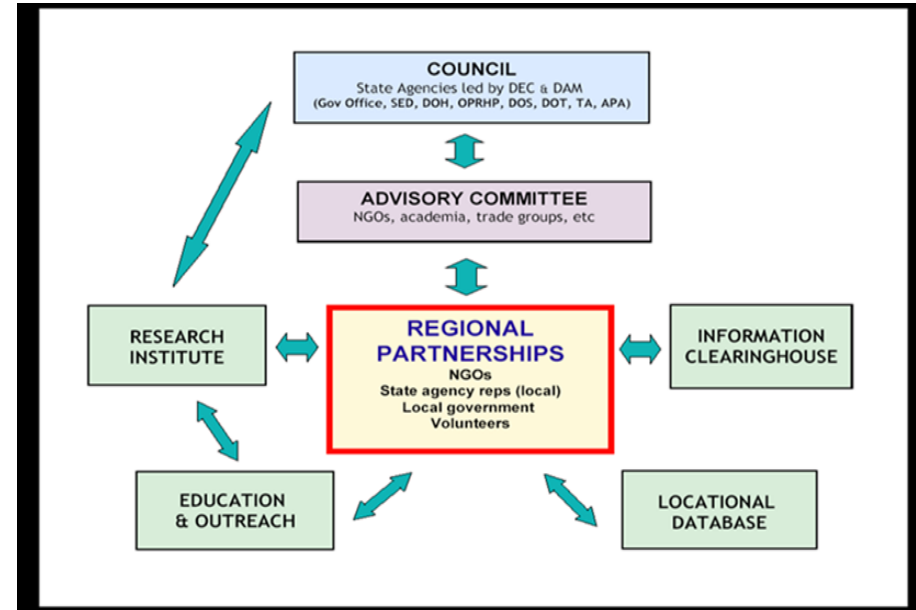 COUNCIL
State Agencies led by DEC & DAM
(Gov Office, SED, DOH, OPRHP, DOS, DOT, TA, APA)
ADVISORY COMMITTEE
NGOs, academia, trade groups, etc
RESEARCH
INSTITUTE
REGIONAL
PARTNERSHIPS
NGOs
State agency reps (local)
Local government
Volunteers
INFORMATION
CLEARINGHOUSE
EDUCATION
& OUTREACH
LOCATIONAL
DATABASE